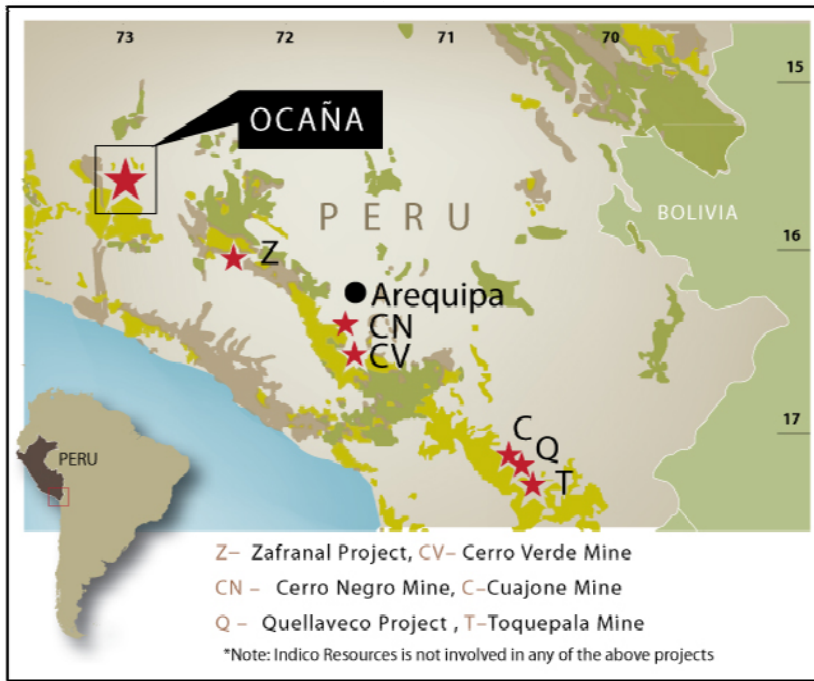 73 72 71 70
15
OCAÑA
PERU
BOLIVIA
16
Z
Arequipa
CN
CV
17
C
Q
T
PERU
Z– Zafranal Project, CV– Cerro Verde Mine
CN – Cerro Negro Mine, C–Cuajone Mine
Q – Quellaveco Project , T–Toquepala Mine
*Note: Indico Resources is not involved in any of the above projects